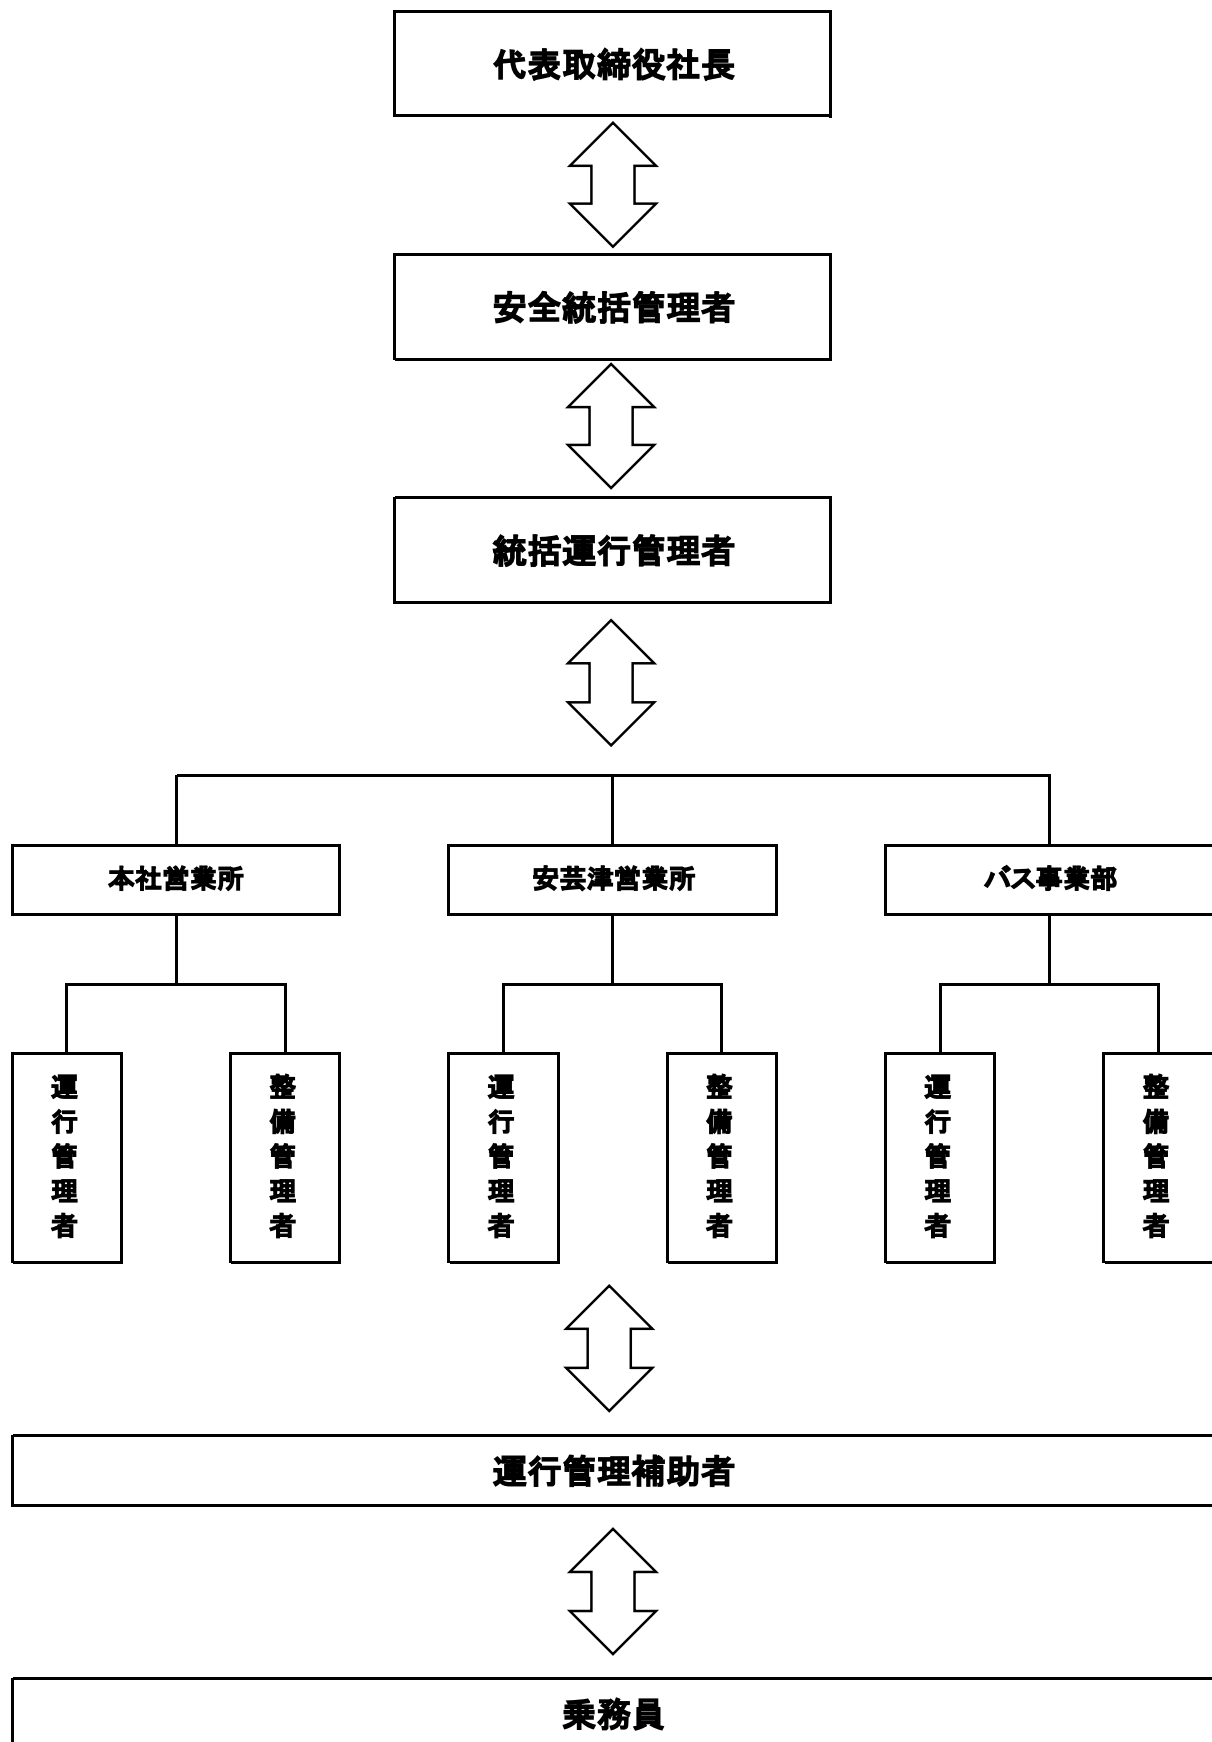 代表取締役社長
安全統括管理者
統括運行管理者
本社営業所
安芸津営業所
バス事業部
運行管理者
整備管理者
運行管理者
整備管理者
運行管理者
整備管理者
運行管理補助者
乗務員